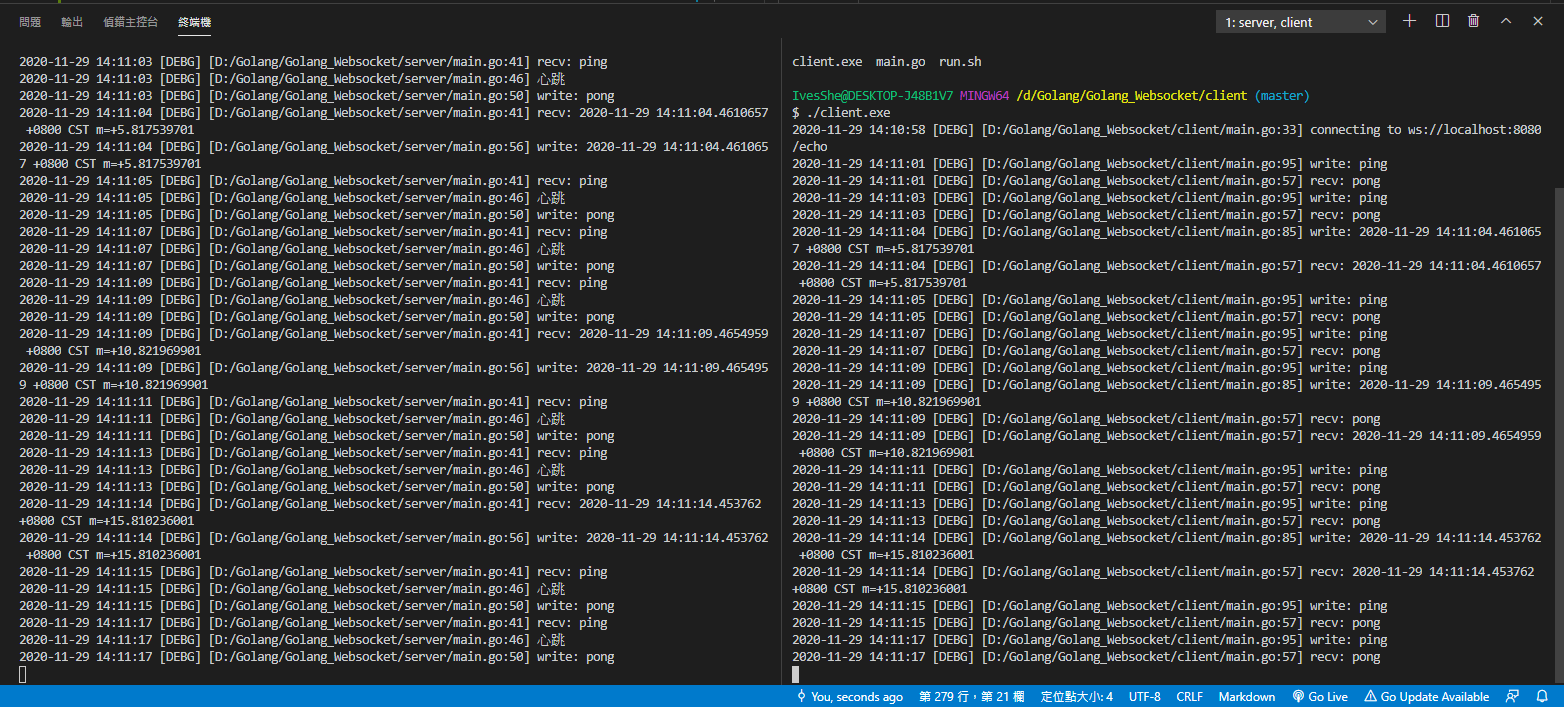 問題 輸出 偵錯主控台 終端機
1: server, client
2020-11-29 14:11:03 [DEBG] [D:/Golang/Golang_Websocket/server/main.go:41] recv: ping
2020-11-29 14:11:03 [DEBG] [D:/Golang/Golang_Websocket/server/main.go:46] 心跳
2020-11-29 14:11:03 [DEBG] [D:/Golang/Golang_Websocket/server/main.go:50] write: pong
2020-11-29 14:11:04 [DEBG] [D:/Golang/Golang_Websocket/server/main.go:41] recv: 2020-11-29 14:11:04.4610657
+0800 CST m=+5.817539701
2020-11-29 14:11:04 [DEBG] [D:/Golang/Golang_Websocket/server/main.go:56] write: 2020-11-29 14:11:04.461065
7 +0800 CST m=+5.817539701
2020-11-29 14:11:05 [DEBG] [D:/Golang/Golang_Websocket/server/main.go:41] recv: ping
2020-11-29 14:11:05 [DEBG] [D:/Golang/Golang_Websocket/server/main.go:46] 心跳
2020-11-29 14:11:05 [DEBG] [D:/Golang/Golang_Websocket/server/main.go:50] write: pong
2020-11-29 14:11:07 [DEBG] [D:/Golang/Golang_Websocket/server/main.go:41] recv: ping
2020-11-29 14:11:07 [DEBG] [D:/Golang/Golang_Websocket/server/main.go:46] 心跳
2020-11-29 14:11:07 [DEBG] [D:/Golang/Golang_Websocket/server/main.go:50] write: pong
2020-11-29 14:11:09 [DEBG] [D:/Golang/Golang_Websocket/server/main.go:41] recv: ping
2020-11-29 14:11:09 [DEBG] [D:/Golang/Golang_Websocket/server/main.go:46] 心跳
2020-11-29 14:11:09 [DEBG] [D:/Golang/Golang_Websocket/server/main.go:50] write: pong
2020-11-29 14:11:09 [DEBG] [D:/Golang/Golang_Websocket/server/main.go:41] recv: 2020-11-29 14:11:09.4654959
+0800 CST m=+10.821969901
2020-11-29 14:11:09 [DEBG] [D:/Golang/Golang_Websocket/server/main.go:56] write: 2020-11-29 14:11:09.465495
9 +0800 CST m=+10.821969901
2020-11-29 14:11:11 [DEBG] [D:/Golang/Golang_Websocket/server/main.go:41] recv: ping
2020-11-29 14:11:11 [DEBG] [D:/Golang/Golang_Websocket/server/main.go:46] 心跳
2020-11-29 14:11:11 [DEBG] [D:/Golang/Golang_Websocket/server/main.go:50] write: pong
2020-11-29 14:11:13 [DEBG] [D:/Golang/Golang_Websocket/server/main.go:41] recv: ping
2020-11-29 14:11:13 [DEBG] [D:/Golang/Golang_Websocket/server/main.go:46] 心跳
2020-11-29 14:11:13 [DEBG] [D:/Golang/Golang_Websocket/server/main.go:50] write: pong
2020-11-29 14:11:14 [DEBG] [D:/Golang/Golang_Websocket/server/main.go:41] recv: 2020-11-29 14:11:14.453762
+0800 CST m=+15.810236001
2020-11-29 14:11:14 [DEBG] [D:/Golang/Golang_Websocket/server/main.go:56] write: 2020-11-29 14:11:14.453762
+0800 CST m=+15.810236001
2020-11-29 14:11:15 [DEBG] [D:/Golang/Golang_Websocket/server/main.go:41] recv: ping
2020-11-29 14:11:15 [DEBG] [D:/Golang/Golang_Websocket/server/main.go:46] 心跳
2020-11-29 14:11:15 [DEBG] [D:/Golang/Golang_Websocket/server/main.go:50] write: pong
2020-11-29 14:11:17 [DEBG] [D:/Golang/Golang_Websocket/server/main.go:41] recv: ping
2020-11-29 14:11:17 [DEBG] [D:/Golang/Golang_Websocket/server/main.go:46] 心跳
2020-11-29 14:11:17 [DEBG] [D:/Golang/Golang_Websocket/server/main.go:50] write: pong
client.exe main.go run.sh
IvesShe@DESKTOP-J48B1V7 MINGW64 /d/Golang/Golang_Websocket/client (master)
$ ./client.exe
2020-11-29 14:10:58 [DEBG] [D:/Golang/Golang_Websocket/client/main.go:33] connecting to ws://localhost:8080
/echo
2020-11-29 14:11:01 [DEBG] [D:/Golang/Golang_Websocket/client/main.go:95] write: ping
2020-11-29 14:11:01 [DEBG] [D:/Golang/Golang_Websocket/client/main.go:57] recv: pong
2020-11-29 14:11:03 [DEBG] [D:/Golang/Golang_Websocket/client/main.go:95] write: ping
2020-11-29 14:11:03 [DEBG] [D:/Golang/Golang_Websocket/client/main.go:57] recv: pong
2020-11-29 14:11:04 [DEBG] [D:/Golang/Golang_Websocket/client/main.go:85] write: 2020-11-29 14:11:04.461065
7 +0800 CST m=+5.817539701
2020-11-29 14:11:04 [DEBG] [D:/Golang/Golang_Websocket/client/main.go:57] recv: 2020-11-29 14:11:04.4610657
+0800 CST m=+5.817539701
2020-11-29 14:11:05 [DEBG] [D:/Golang/Golang_Websocket/client/main.go:95] write: ping
2020-11-29 14:11:05 [DEBG] [D:/Golang/Golang_Websocket/client/main.go:57] recv: pong
2020-11-29 14:11:07 [DEBG] [D:/Golang/Golang_Websocket/client/main.go:95] write: ping
2020-11-29 14:11:07 [DEBG] [D:/Golang/Golang_Websocket/client/main.go:57] recv: pong
2020-11-29 14:11:09 [DEBG] [D:/Golang/Golang_Websocket/client/main.go:95] write: ping
2020-11-29 14:11:09 [DEBG] [D:/Golang/Golang_Websocket/client/main.go:85] write: 2020-11-29 14:11:09.465495
9 +0800 CST m=+10.821969901
2020-11-29 14:11:09 [DEBG] [D:/Golang/Golang_Websocket/client/main.go:57] recv: pong
2020-11-29 14:11:09 [DEBG] [D:/Golang/Golang_Websocket/client/main.go:57] recv: 2020-11-29 14:11:09.4654959
+0800 CST m=+10.821969901
2020-11-29 14:11:11 [DEBG] [D:/Golang/Golang_Websocket/client/main.go:95] write: ping
2020-11-29 14:11:11 [DEBG] [D:/Golang/Golang_Websocket/client/main.go:57] recv: pong
2020-11-29 14:11:13 [DEBG] [D:/Golang/Golang_Websocket/client/main.go:95] write: ping
2020-11-29 14:11:13 [DEBG] [D:/Golang/Golang_Websocket/client/main.go:57] recv: pong
2020-11-29 14:11:14 [DEBG] [D:/Golang/Golang_Websocket/client/main.go:85] write: 2020-11-29 14:11:14.453762
+0800 CST m=+15.810236001
2020-11-29 14:11:14 [DEBG] [D:/Golang/Golang_Websocket/client/main.go:57] recv: 2020-11-29 14:11:14.453762
+0800 CST m=+15.810236001
2020-11-29 14:11:15 [DEBG] [D:/Golang/Golang_Websocket/client/main.go:95] write: ping
2020-11-29 14:11:15 [DEBG] [D:/Golang/Golang_Websocket/client/main.go:57] recv: pong
2020-11-29 14:11:17 [DEBG] [D:/Golang/Golang_Websocket/client/main.go:95] write: ping
2020-11-29 14:11:17 [DEBG] [D:/Golang/Golang_Websocket/client/main.go:57] recv: pong
You, seconds ago 第 279 行，第 21 欄 定位點大小: 4 UTF-8 CRLF Markdown Go Live Go Update Available